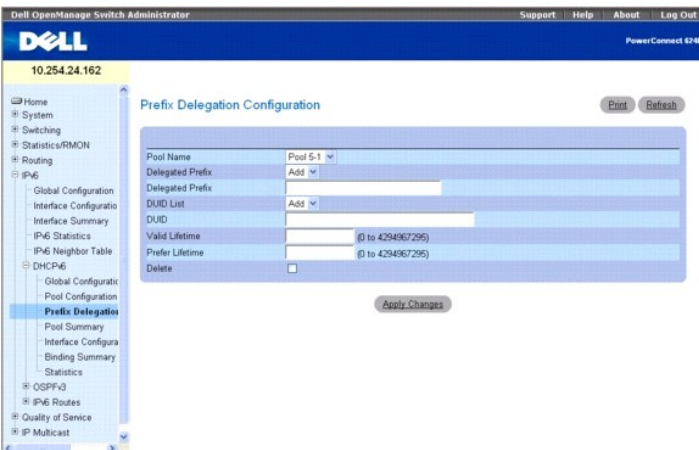 Dell OpenManage Switch Administrator
Support Help About Log Out
DELL
PowerConnect 624
10.254.24.162
Home
System
Switching
Statistics/RMON
Routing
IPv6
Global Configuration
Interface Configuratio
Interface Summary
IPv6 Statistics
IPv6 Neighbor Table
DHCPv6
Global Configuratic
Pool Configuration
Prefix Delegation
Pool Summary
Interface Configura
Binding Summary
Statistics
OSPFv3
IPv6 Routes
Quality of Service
IP Multicast
Prefix Delegation Configuration
Print Refresh
Pool Name Pool 5-1
Delegated Prefix Add
Delegated Prefix
DUID List Add
DUID
Valid Lifetime (0 to 4294967295)
Prefer Lifetime (0 to 4294967295)
Delete
Apply Changes